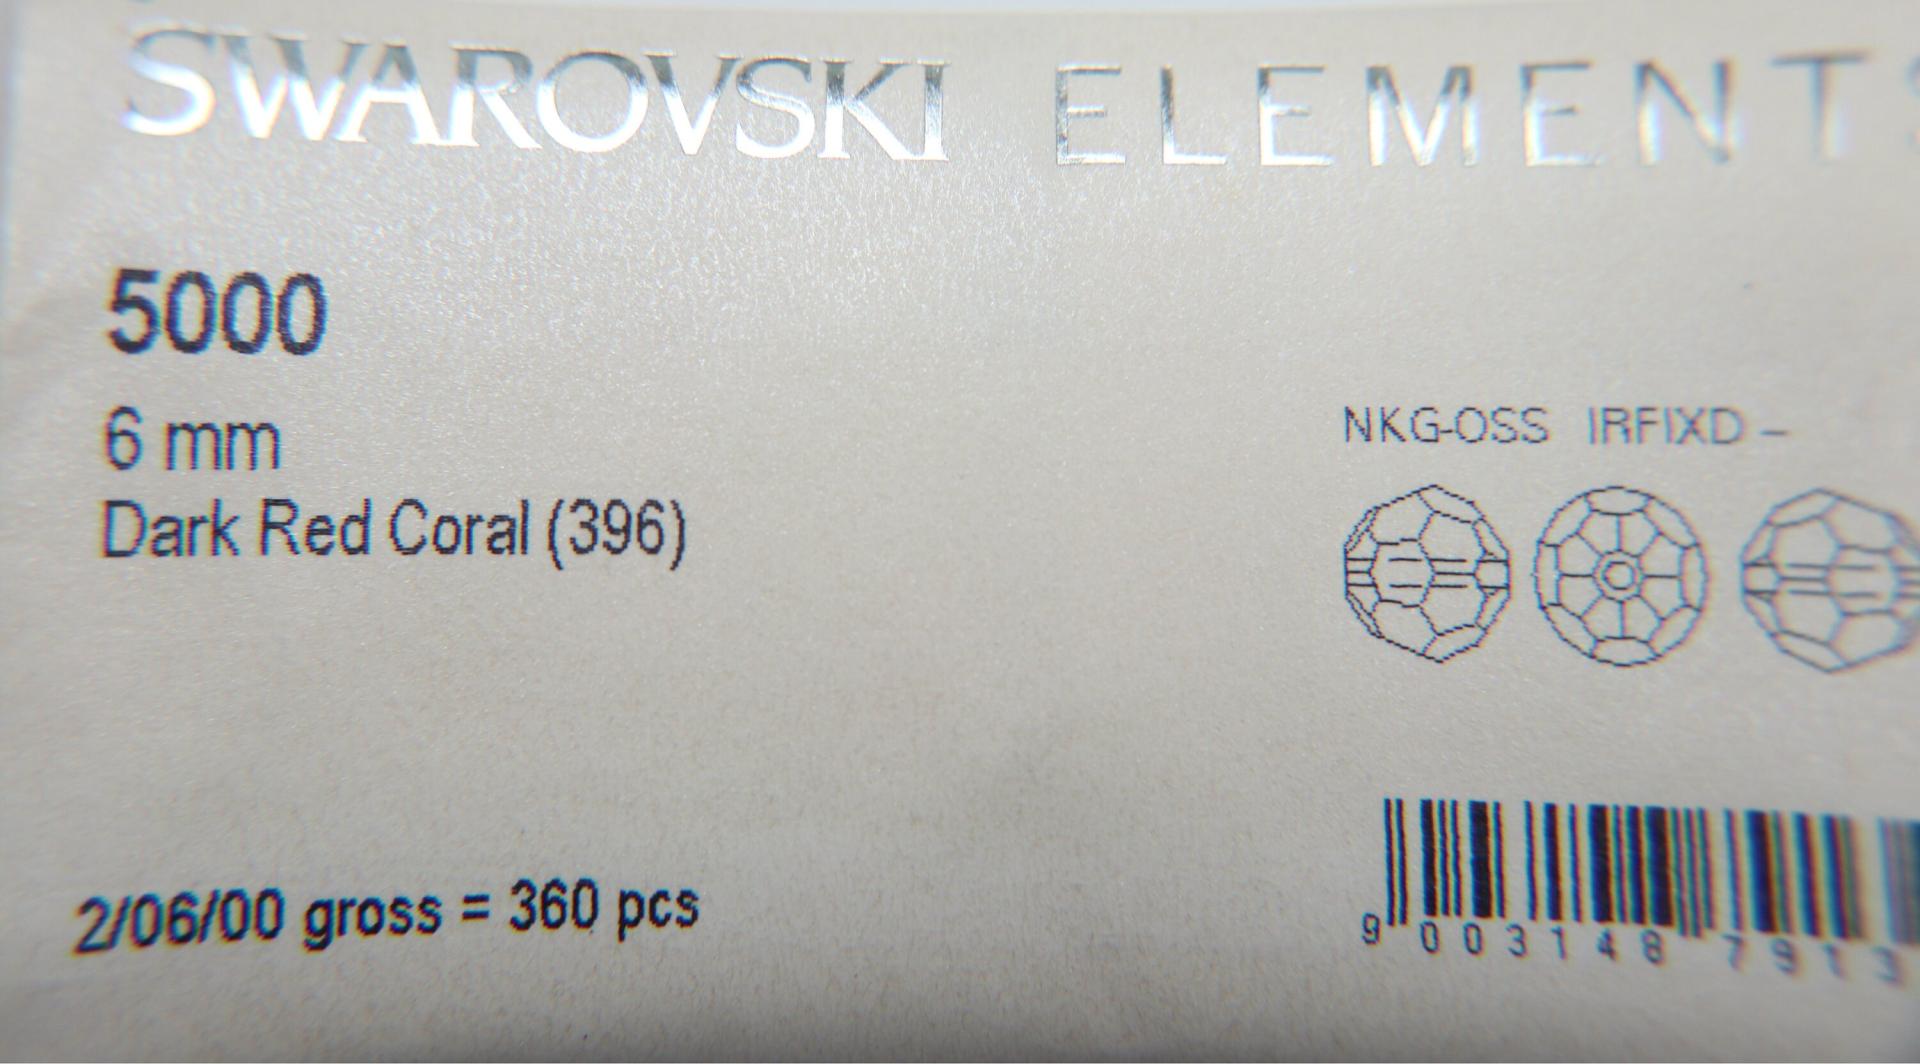 SWAROVSKI ELEMENTS
5000
6 mm
Dark Red Coral (396)
NKG-OSS IRFIXD –
2/06/00 gross = 360 pcs
9 003148 7913